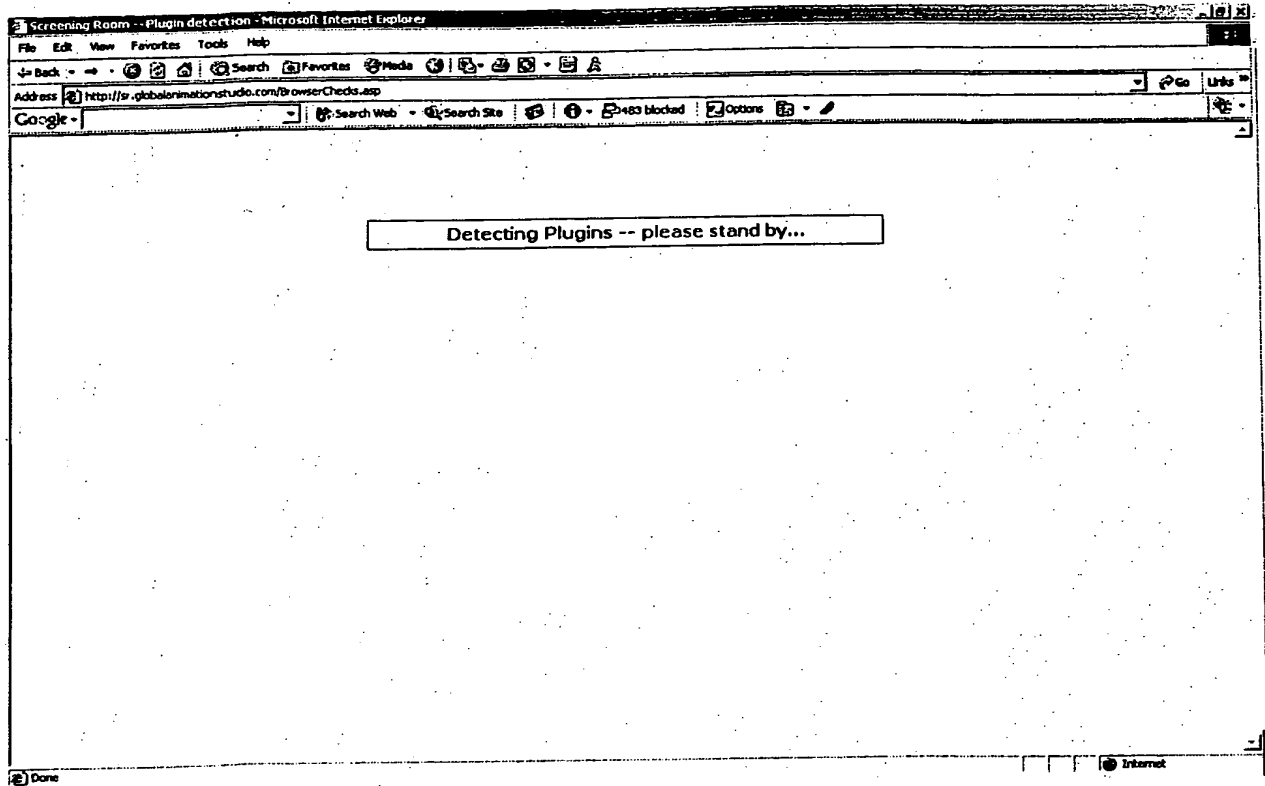 Screening Room -- Plugin detection - Microsoft Internet Explorer
File Edit View Favorites Tools Help
Back Search Favorites Media
Address http://sr.globalanimationstudio.com/BrowserChecks.asp Go Links »
Google Search Web Search Site 483 blocked Options
Detecting Plugins -- please stand by...
Done Internet